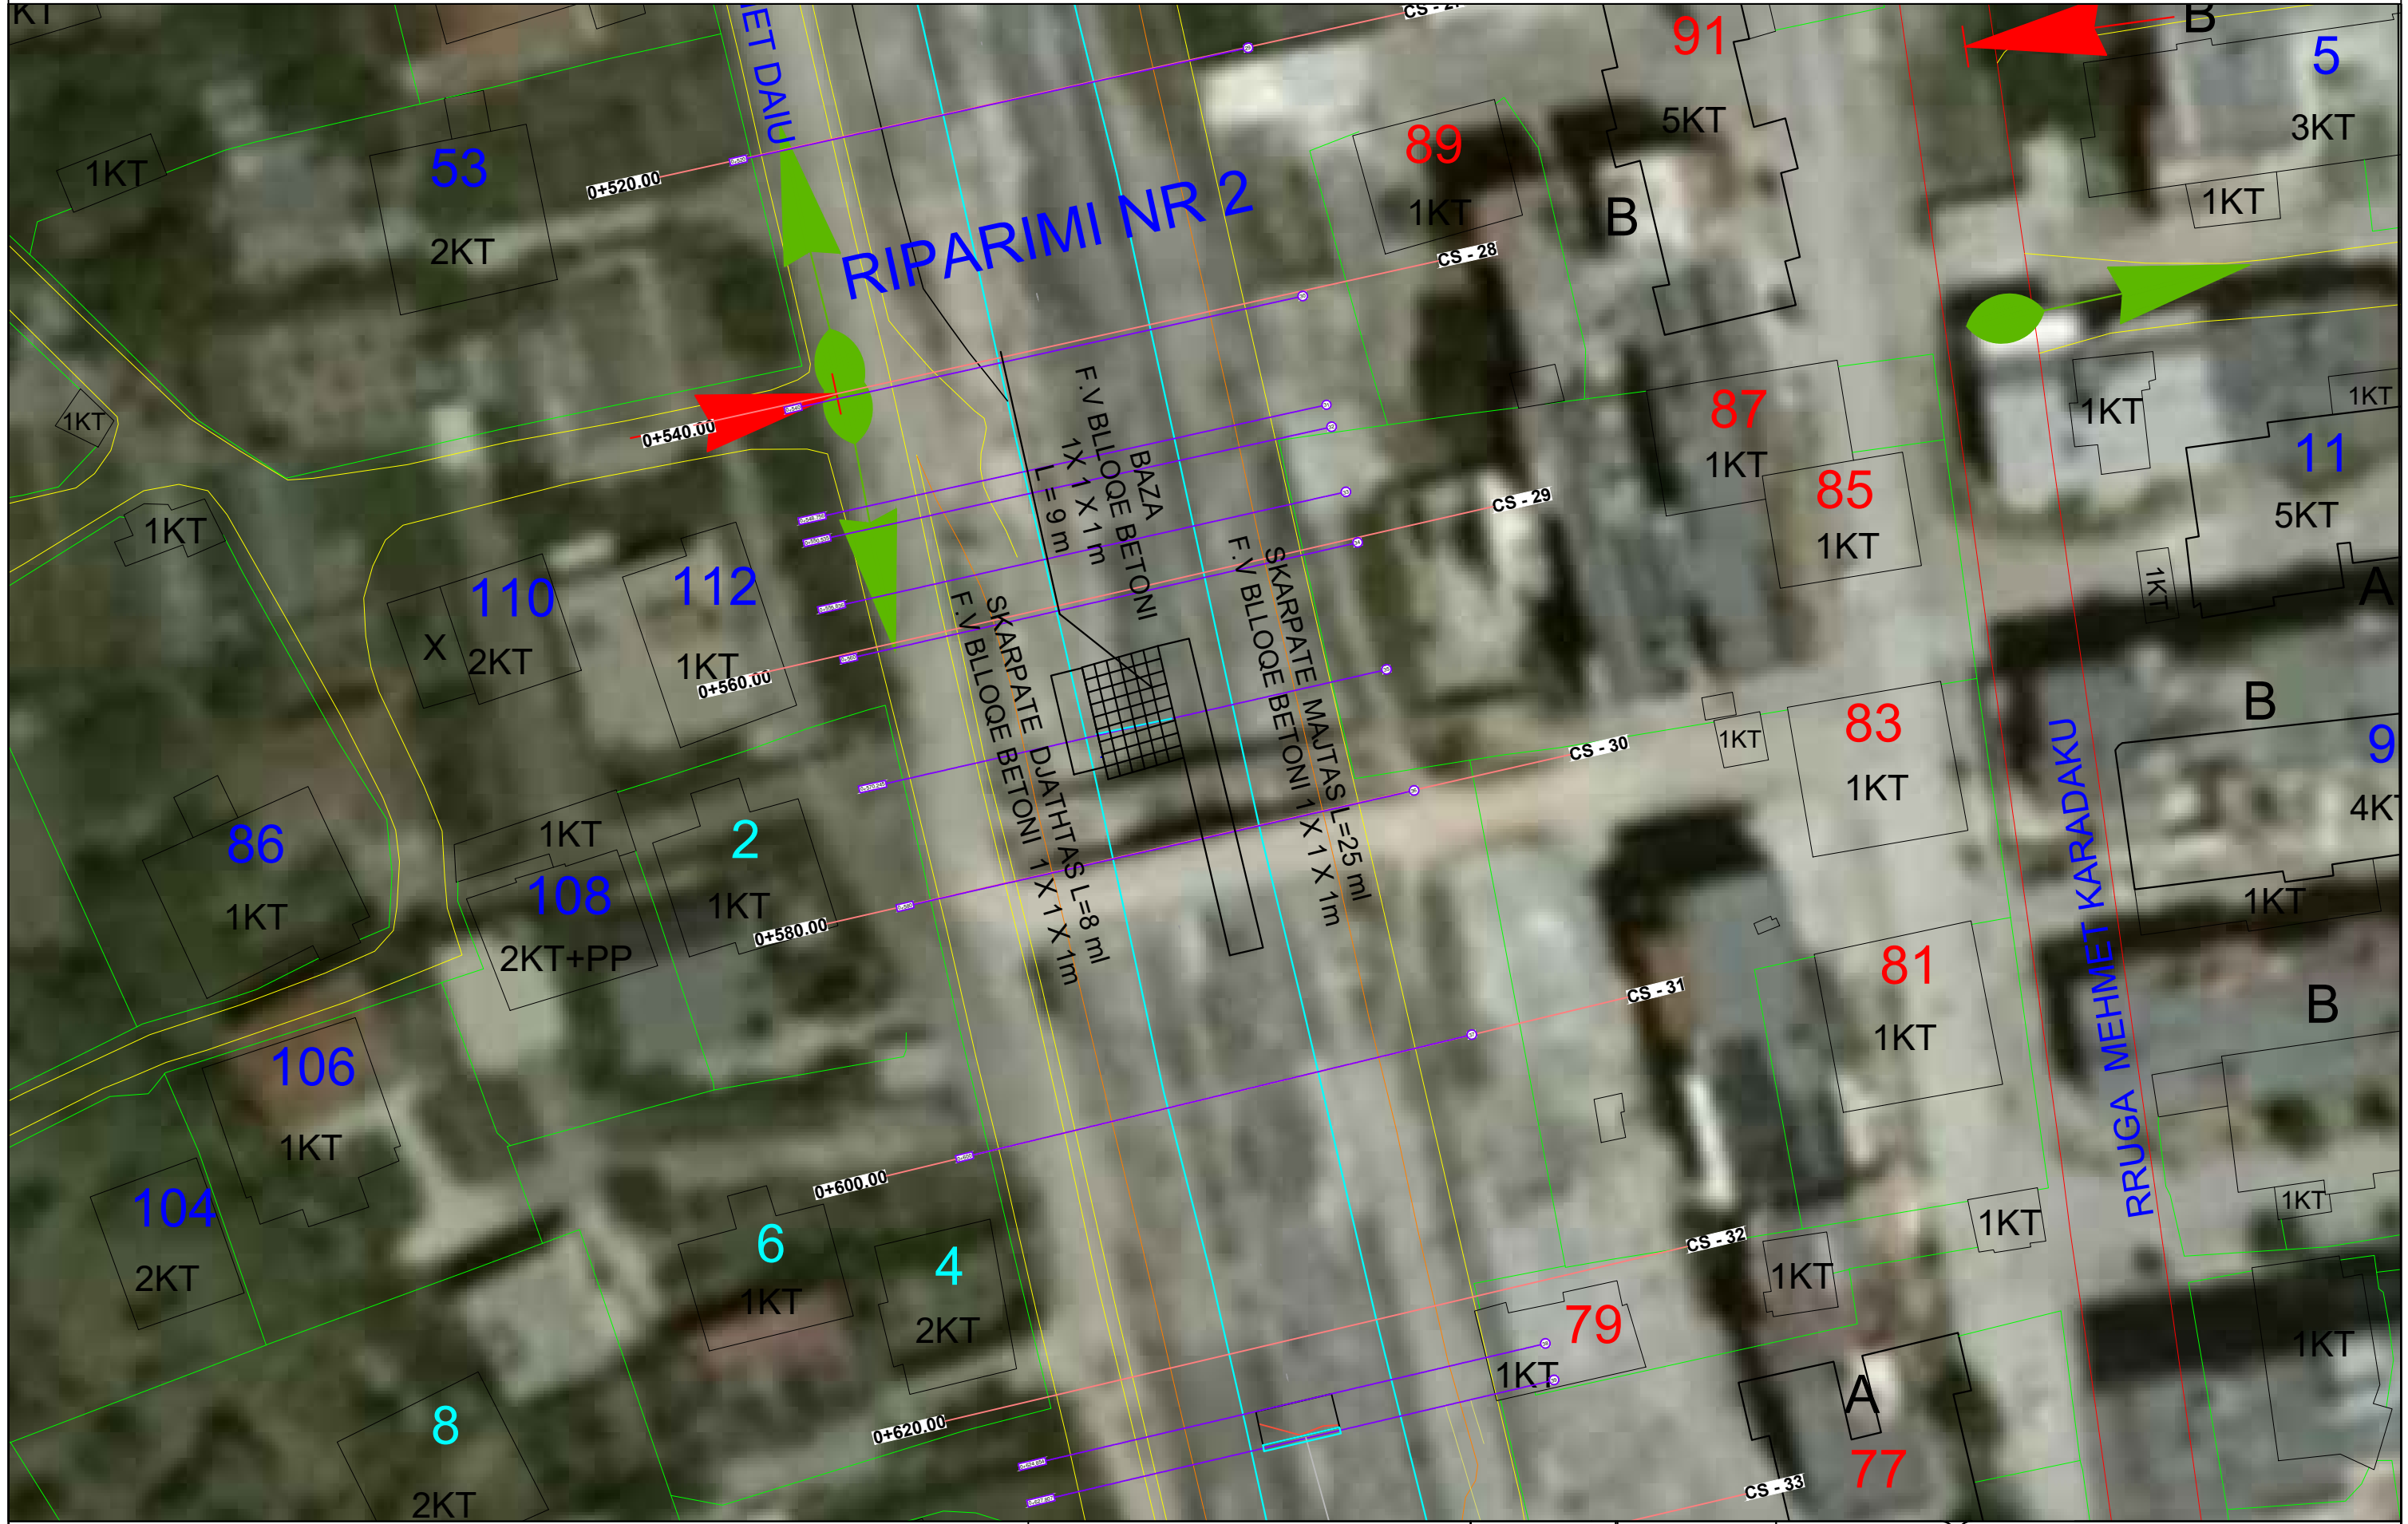 KT
CS - 27
91
B
5
IET DAIU
53
89
5KT
3KT
1KT
0+520.00
2KT
RIPARIMI NR 2
1KT
B
1KT
CS - 28
1KT
0+540.00
87
1KT
1KT
1KT
11
1KT
BAZA
F.V BLLOQE BETONI
1X 1 X 1 m
L = 9 m
85
1KT
CS - 29
5KT
1KT
1KT
A
110
112
X
2KT
1KT
0+560.00
SKARPATE DJATHTAS L=8 ml
F.V BLLOQE BETONI 1 X 1 X 1m
SKARPATE MAJTAS L=25 ml
F.V BLLOQE BETONI 1 X 1 X 1m
B
83
1KT
1KT
CS - 30
9
4KT
86
1KT
1KT
2
108
1KT
2KT+PP
0+580.00
1KT
RRUGA MEHMET KARADAKU
81
1KT
CS - 31
B
106
1KT
104
2KT
0+600.00
6
1KT
4
2KT
CS - 32
1KT
1KT
1KT
79
1KT
1KT
8
2KT
0+620.00
A
77
CS - 33